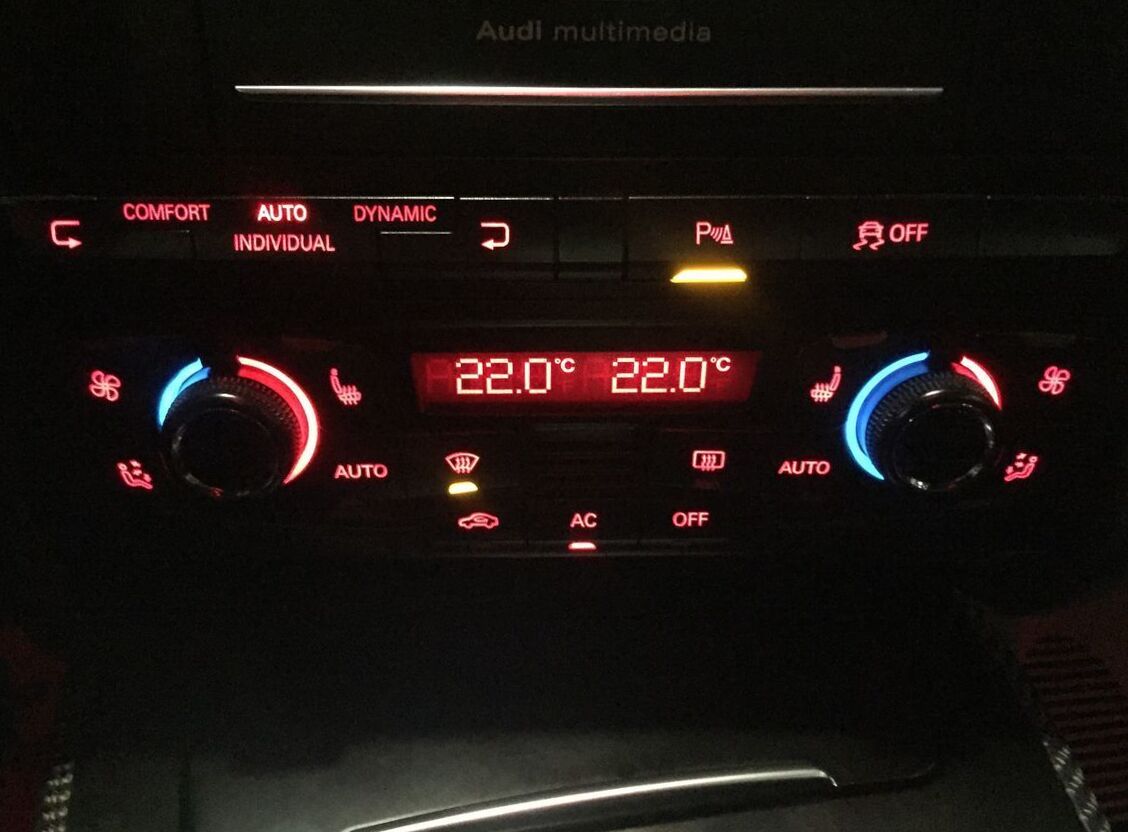 Audi multimedia
COMFORT AUTO DYNAMIC
INDIVIDUAL
P OFF
22.0°C 22.0°C
AUTO AUTO
AC OFF